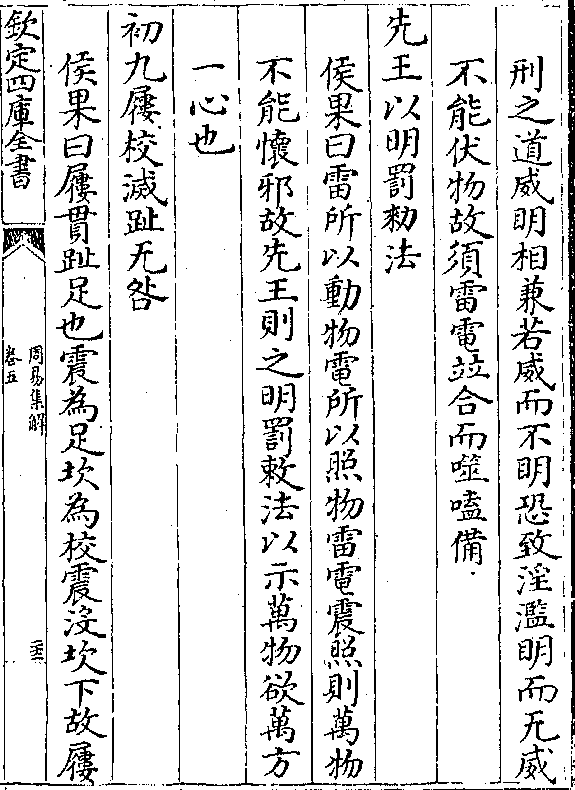 刑之道威明相兼若威而不明恐致淫濫明而无威
不能伏物故須雷電並合而噬嗑備
先王以明罰勑法
侯果曰雷所以動物電所以照物雷電震照則萬物
不能懷邪故先王則之明罰敕法以示萬物欲萬方
一心也
初九屨校滅趾无咎
侯果曰屨貫趾足也震為足坎為校震沒坎下故屨
欽定四庫全書
周易集解
卷五